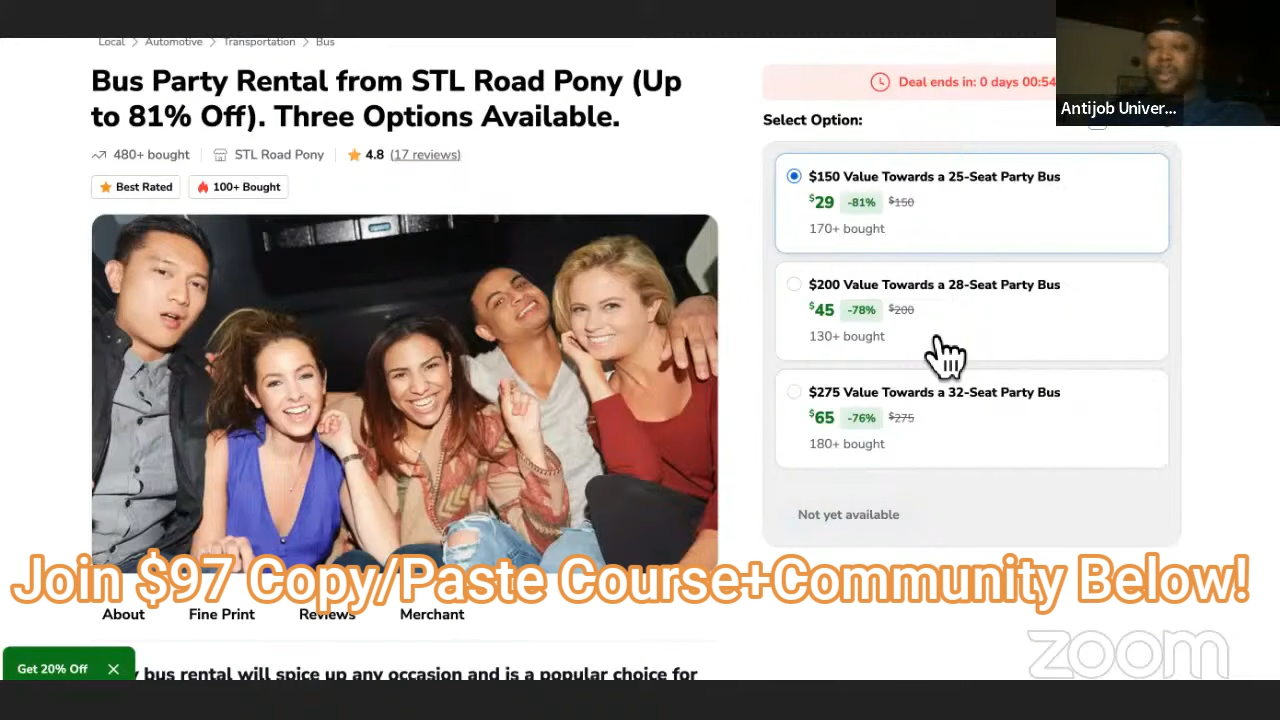 Local > Automotive > Transportation > Bus
Bus Party Rental from STL Road Pony (Up
to 81% Off). Three Options Available.
480+ bought
STL Road Pony
4.8 (17 reviews)
Best Rated
100+ Bought
Deal ends in: 0 days 00:54
Antijob Univer...
Select Option:
$150 Value Towards a 25-Seat Party Bus
$29 -81% $150
170+ bought
$200 Value Towards a 28-Seat Party Bus
$45 -78% $200
130+ bought
$275 Value Towards a 32-Seat Party Bus
$65 -76% $275
180+ bought
Not yet available
Join $97 Copy/Paste Course+Community Below!
About
Fine Print
Reviews
Merchant
zoom
Get 20% Off ×
bus rental will spice up any occasion and is a popular choice for